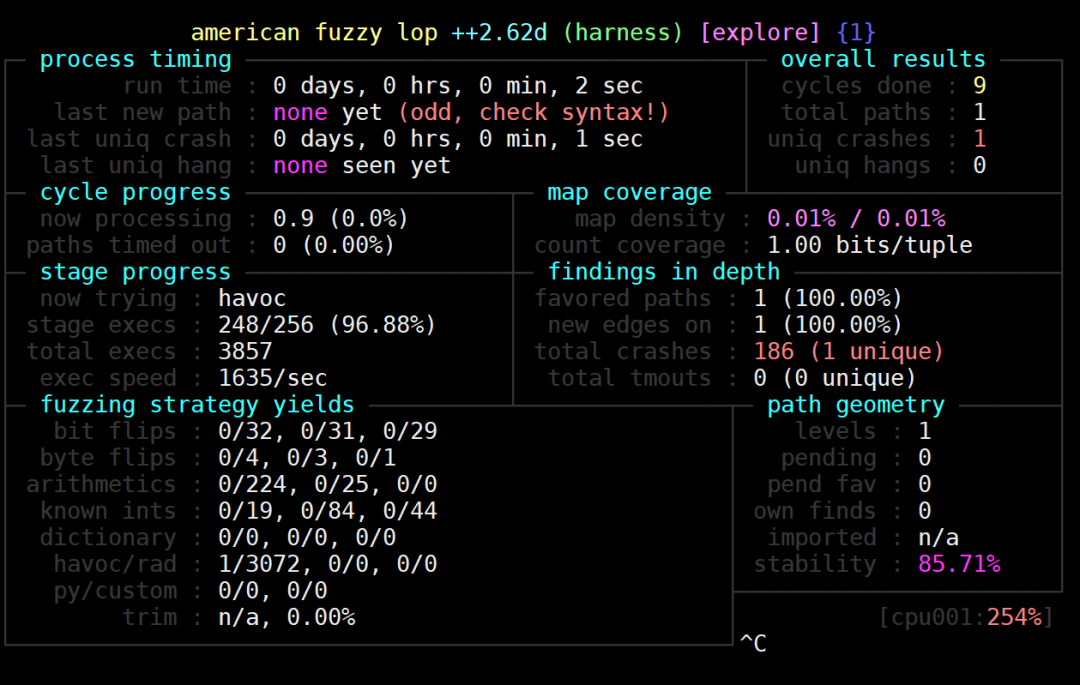 american fuzzy lop ++2.62d (harness) [explore] {1}
process timing overall results
run time : 0 days, 0 hrs, 0 min, 2 sec cycles done : 9
last new path : none yet (odd, check syntax!) total paths : 1
last uniq crash : 0 days, 0 hrs, 0 min, 1 sec uniq crashes : 1
last uniq hang : none seen yet uniq hangs : 0
cycle progress map coverage
now processing : 0.9 (0.0%) map density : 0.01% / 0.01%
paths timed out : 0 (0.00%) count coverage : 1.00 bits/tuple
stage progress findings in depth
now trying : havoc favored paths : 1 (100.00%)
stage execs : 248/256 (96.88%) new edges on : 1 (100.00%)
total execs : 3857 total crashes : 186 (1 unique)
exec speed : 1635/sec total tmouts : 0 (0 unique)
fuzzing strategy yields path geometry
bit flips : 0/32, 0/31, 0/29 levels : 1
byte flips : 0/4, 0/3, 0/1 pending : 0
arithmetics : 0/224, 0/25, 0/0 pend fav : 0
known ints : 0/19, 0/84, 0/44 own finds : 0
dictionary : 0/0, 0/0, 0/0 imported : n/a
havoc/rad : 1/3072, 0/0, 0/0 stability : 85.71%
py/custom : 0/0, 0/0
trim : n/a, 0.00% [cpu001:254%]
^C